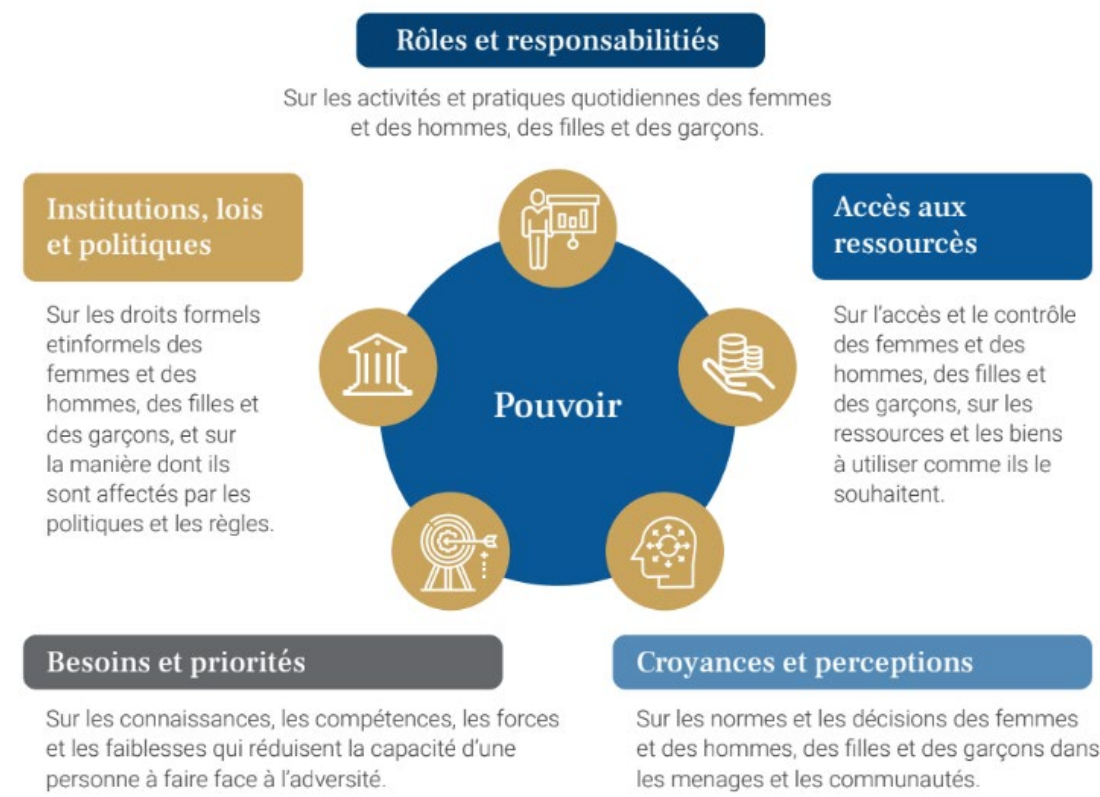 Rôles et responsabilitiés
Sur les activités et pratiques quotidiennes des femmes
et des hommes, des filles et des garçons.
Institutions, lois
et politiques
Sur les droits formels
etinformels des
femmes et des
hommes, des filles et
des garçons, et sur
la manière dont ils
sont affectés par les
politiques et les règles.
Accès aux
ressourcès
Sur l'accès et le contrôle
des femmes et des
hommes, des filles et
des garçons, sur les
ressources et les biens
à utiliser comme ils le
souhaitent.
Pouvoir
Besoins et priorités
Sur les connaissances, les compétences, les forces
et les faiblesses qui réduisent la capacité d'une
personne à faire face à l'adversité.
Croyances et perceptions
Sur les normes et les décisions des femmes
et des hommes, des filles et des garçons dans
les menages et les communautés.